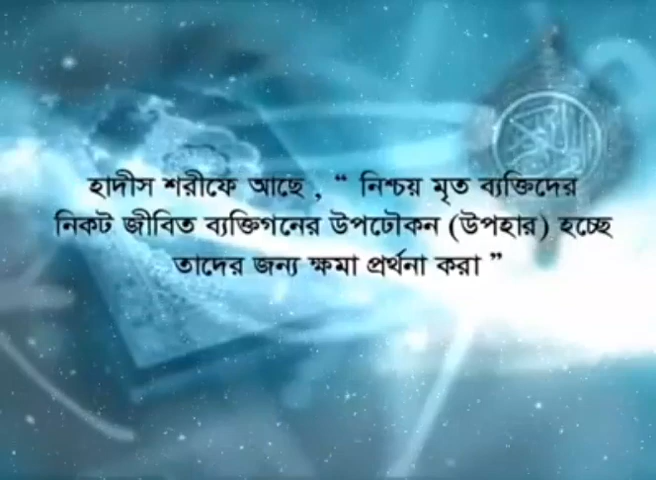 হাদীস শরীফে আছে , “ নিশ্চয় মৃত ব্যক্তিদের
নিকট জীবিত ব্যক্তিগনের উপঢৌকন (উপহার) হচ্ছে
তাদের জন্য ক্ষমা প্রর্থনা করা ”